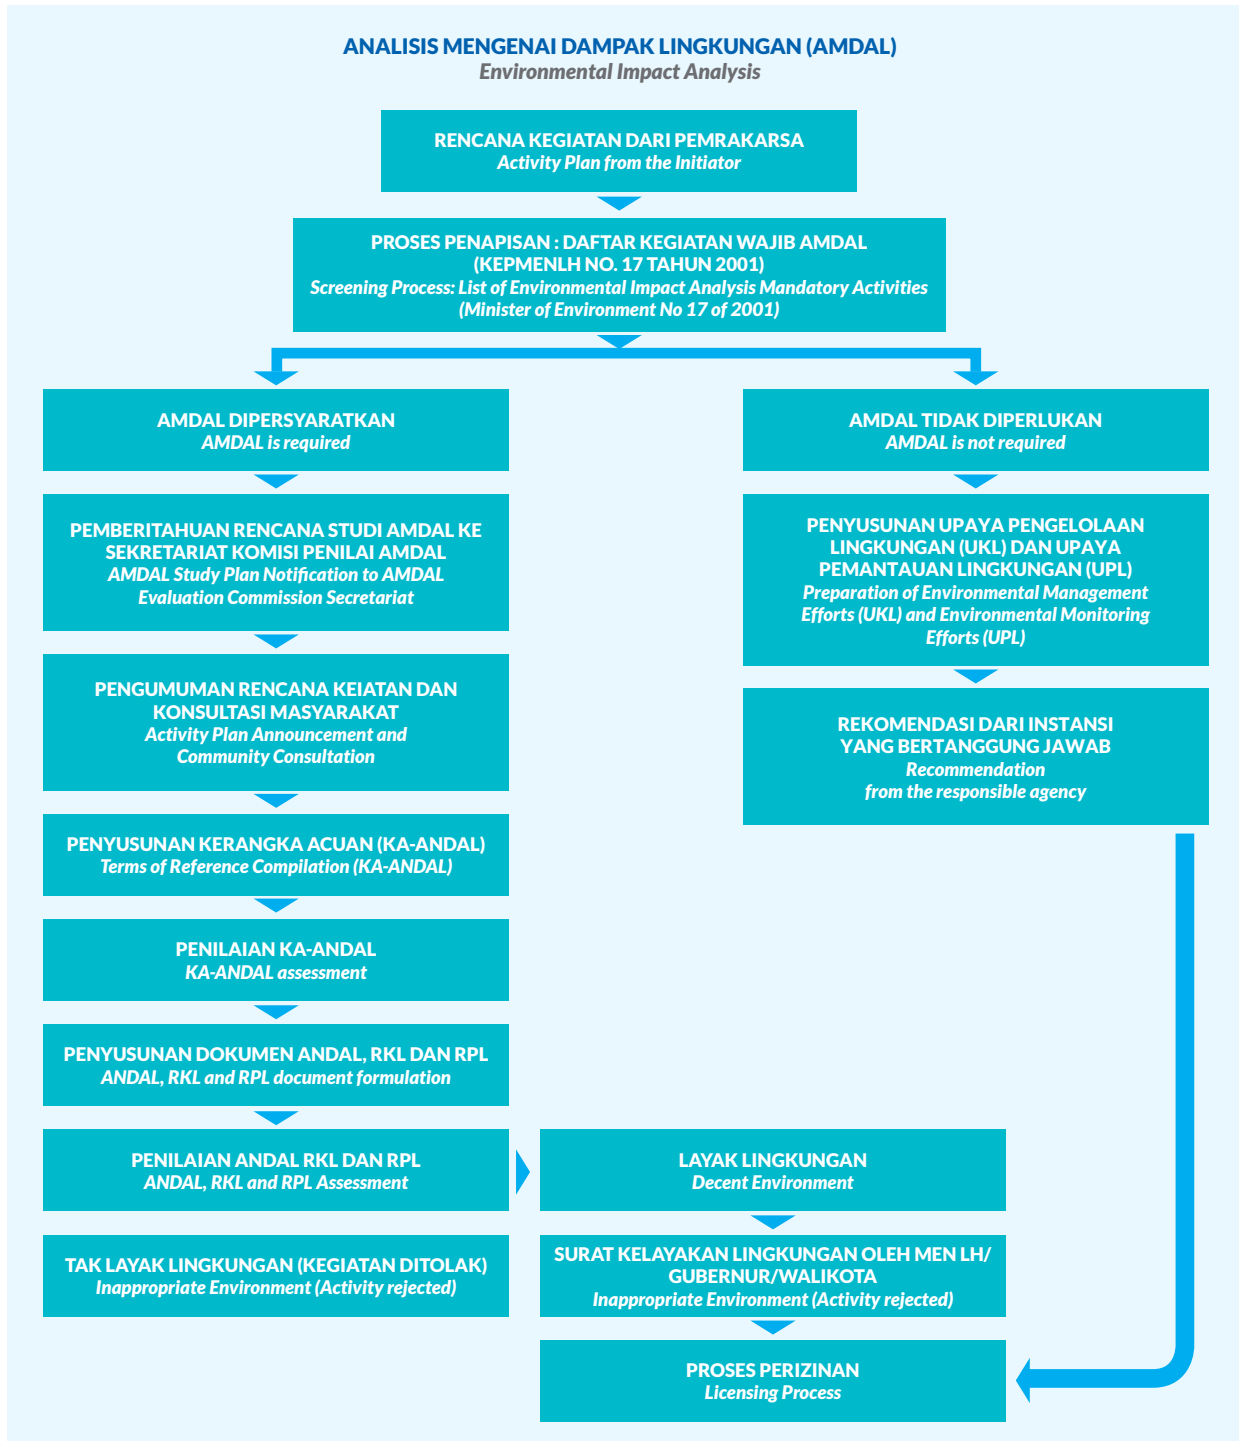 ANALISIS MENGENAI DAMPAK LINGKUNGAN (AMDAL)
Environmental Impact Analysis
RENCANA KEGIATAN DARI PEMRAKARSA
Activity Plan from the Initiator
PROSES PENAPISAN : DAFTAR KEGIATAN WAJIB AMDAL
(KEPMENLH NO. 17 TAHUN 2001)
Screening Process: List of Environmental Impact Analysis Mandatory Activities
(Minister of Environment No 17 of 2001)
AMDAL DIPERSYARATKAN
AMDAL is required
PEMBERITAHUAN RENCANA STUDI AMDAL KE
SEKRETARIAT KOMISI PENILAI AMDAL
AMDAL Study Plan Notification to AMDAL
Evaluation Commission Secretariat
PENGUMUMAN RENCANA KEIATAN DAN
KONSULTASI MASYARAKAT
Activity Plan Announcement and
Community Consultation
PENYUSUNAN KERANGKA ACUAN (KA-ANDAL)
Terms of Reference Compilation (KA-ANDAL)
PENILAIAN KA-ANDAL
KA-ANDAL assessment
PENYUSUNAN DOKUMEN ANDAL, RKL DAN RPL
ANDAL, RKL and RPL document formulation
PENILAIAN ANDAL RKL DAN RPL
ANDAL, RKL and RPL Assessment
TAK LAYAK LINGKUNGAN (KEGIATAN DITOLAK)
Inappropriate Environment (Activity rejected)
AMDAL TIDAK DIPERLUKAN
AMDAL is not required
PENYUSUNAN UPAYA PENGELOLAAN
LINGKUNGAN (UKL) DAN UPAYA
PEMANTAUAN LINGKUNGAN (UPL)
Preparation of Environmental Management
Efforts (UKL) and Environmental Monitoring
Efforts (UPL)
REKOMENDASI DARI INSTANSI
YANG BERTANGGUNG JAWAB
Recommendation
from the responsible agency
LAYAK LINGKUNGAN
Decent Environment
SURAT KELAYAKAN LINGKUNGAN OLEH MEN LH/
GUBERNUR/WALIKOTA
Inappropriate Environment (Activity rejected)
PROSES PERIZINAN
Licensing Process